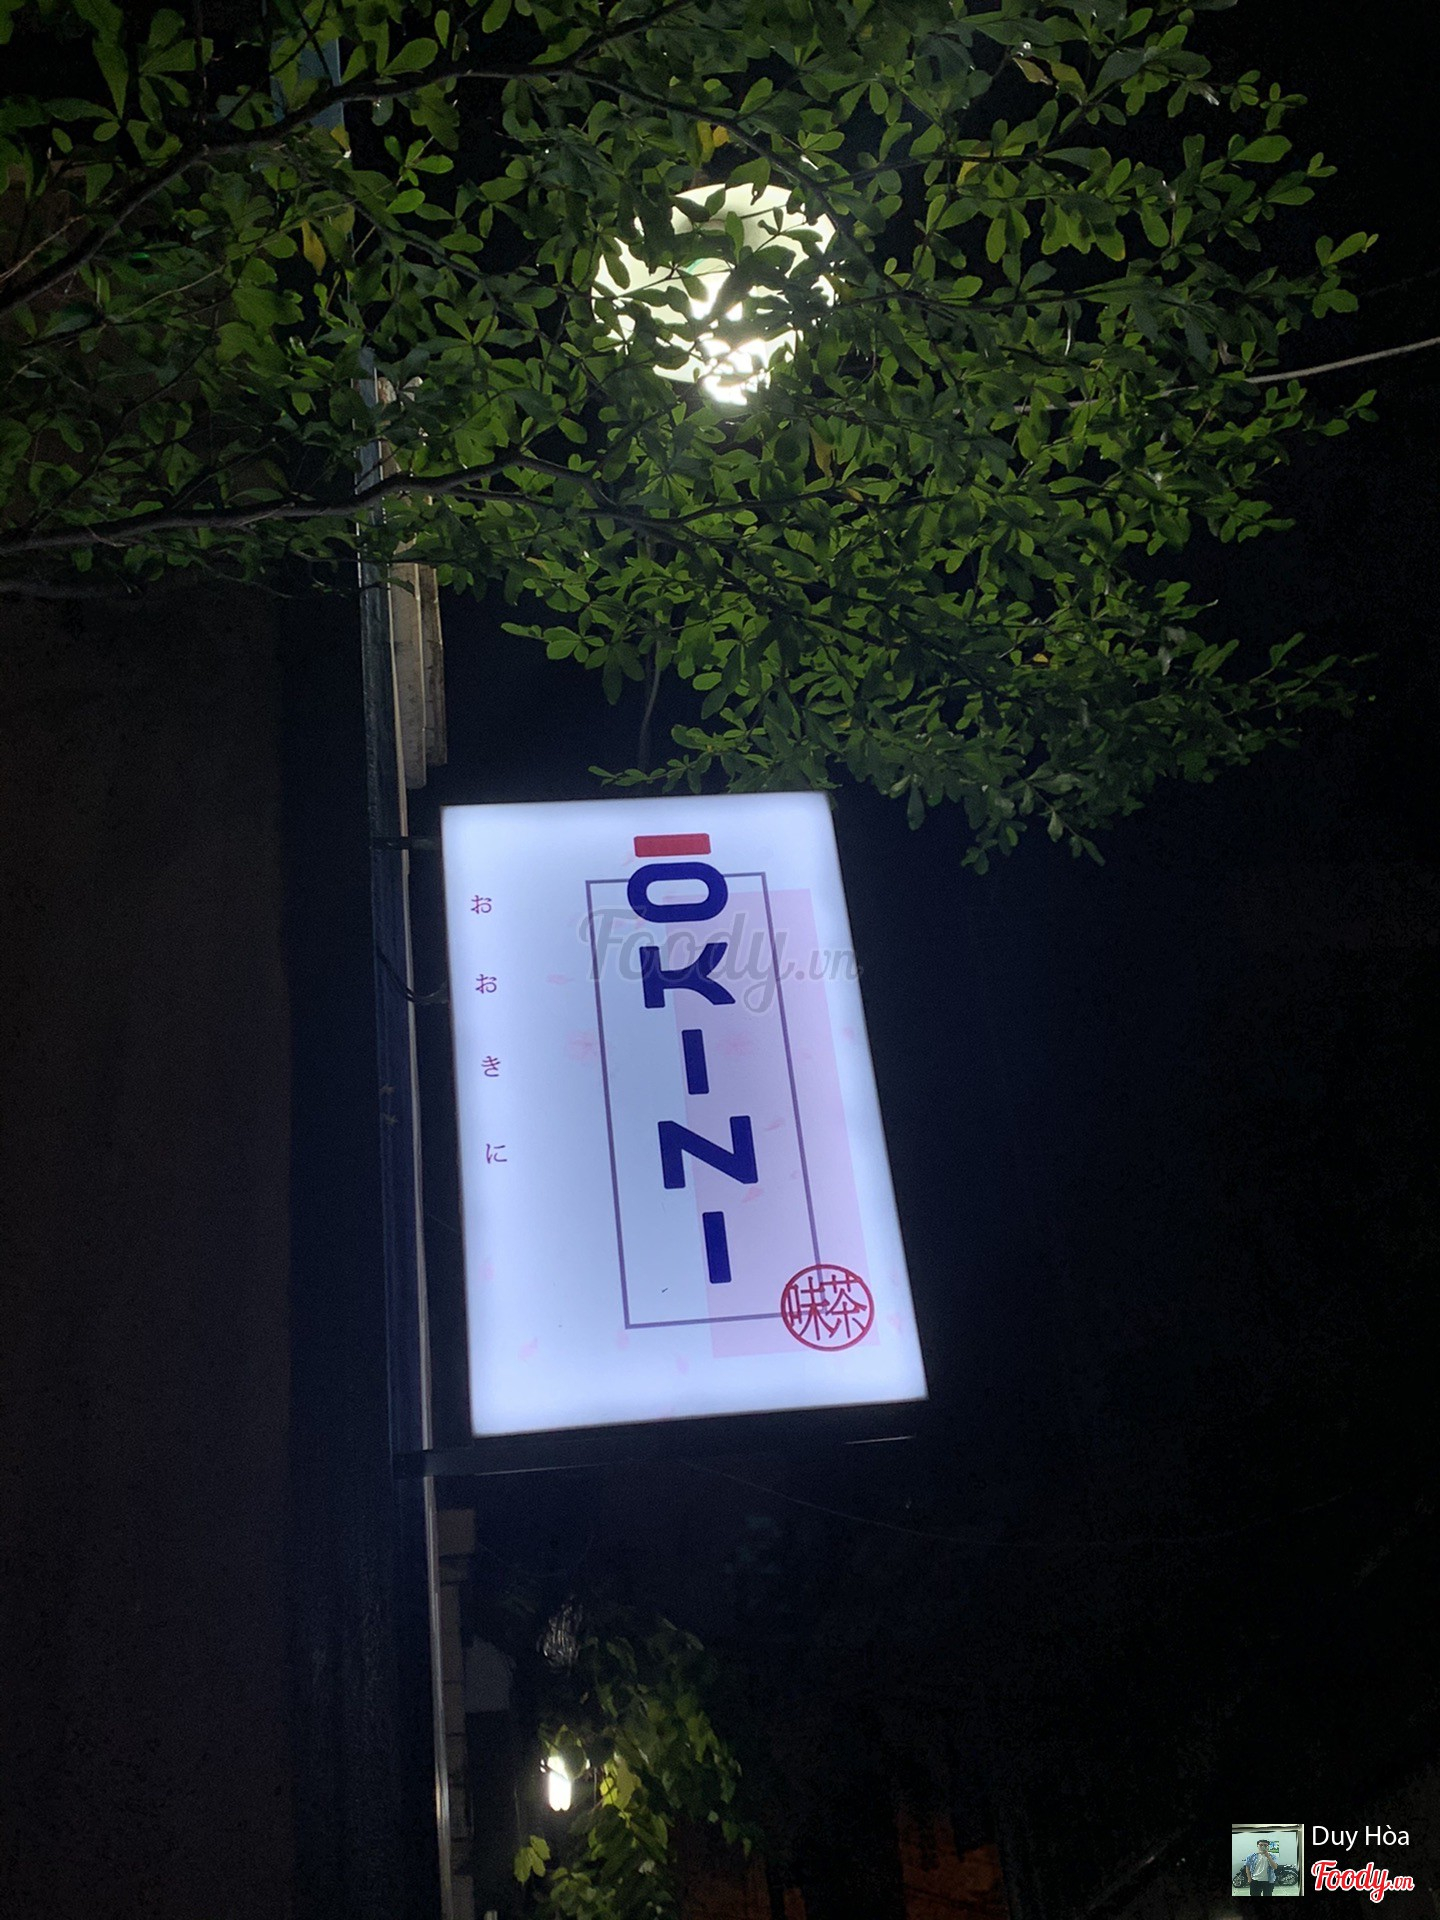 おおきに
ŌKINI
味茶
Foody.vn
Duy Hòa
Foody.vn